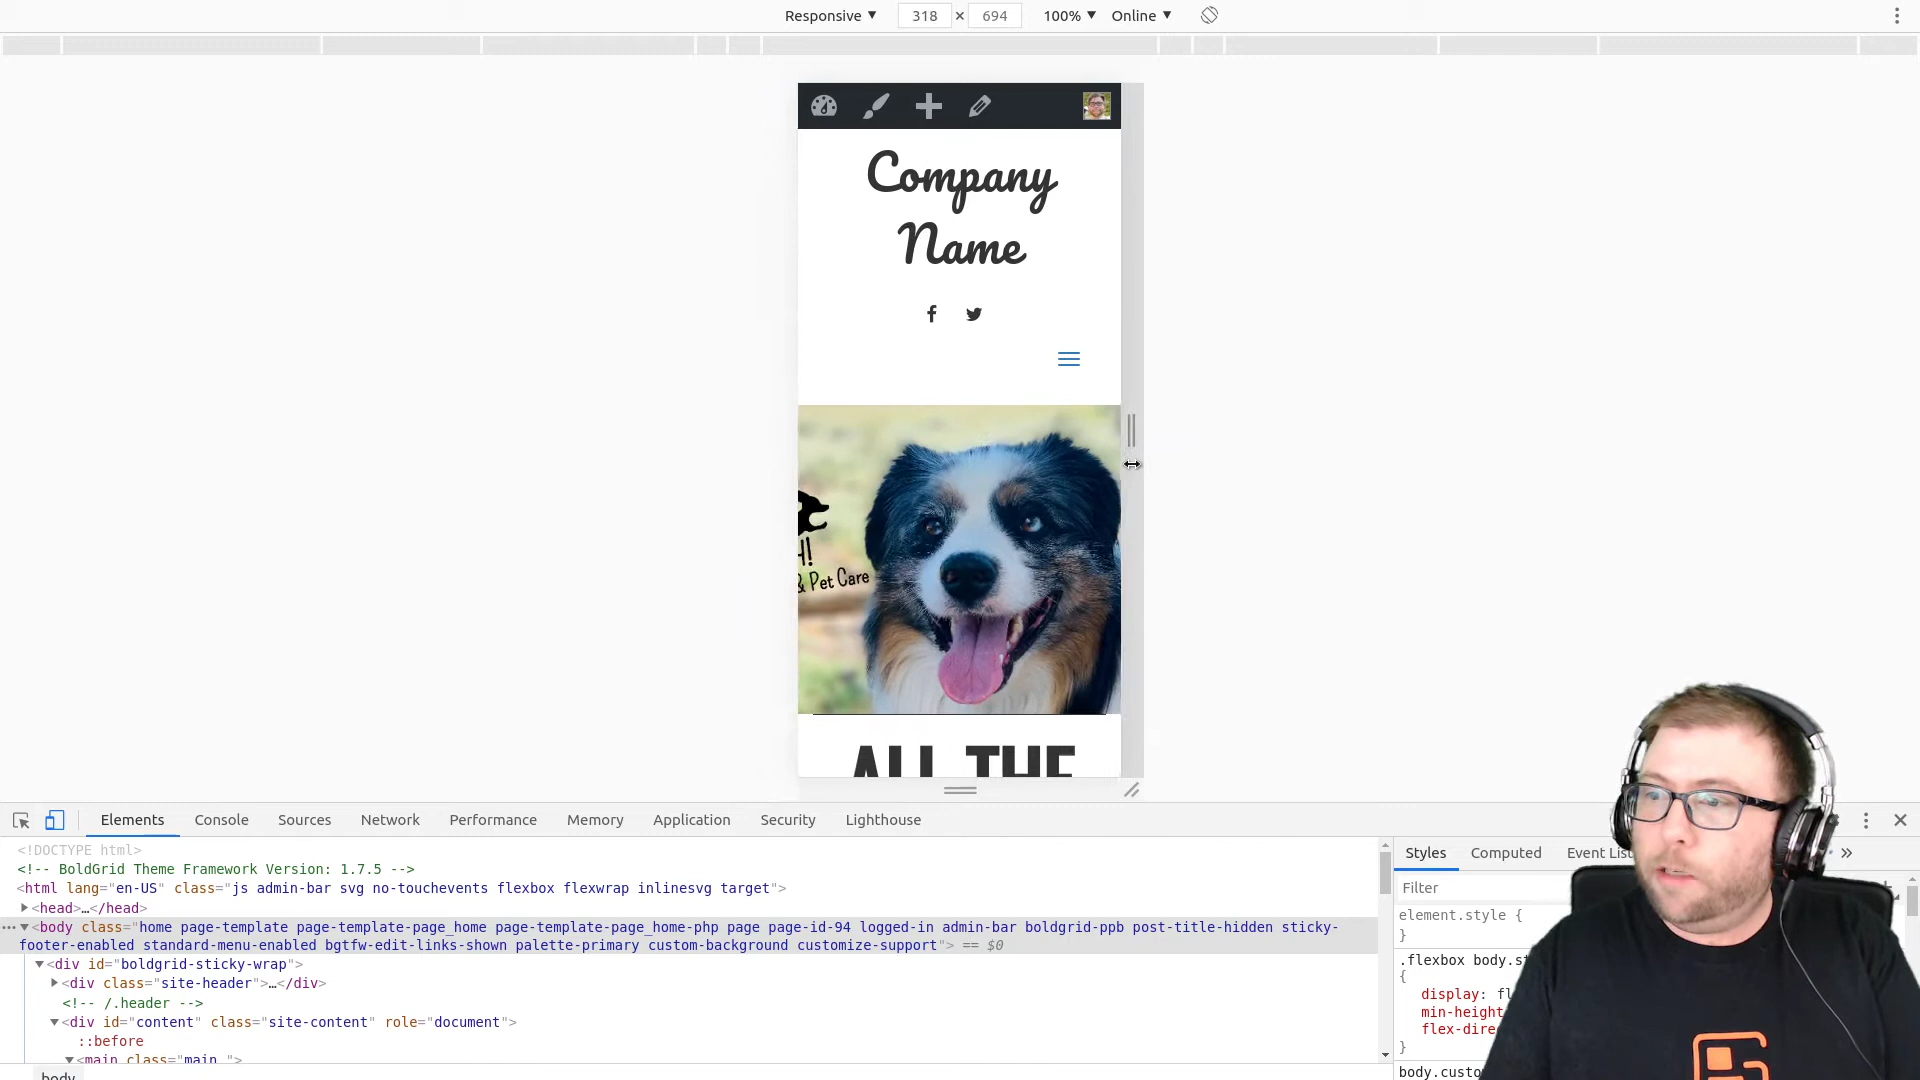 Responsive ▼ 318 × 694 100% ▼ Online ▼
Company
Name
H!
& Pet Care
ALL THE
Elements Console Sources Network Performance Memory Application Security Lighthouse
<!DOCTYPE html>
<!-- BoldGrid Theme Framework Version: 1.7.5 -->
<html lang="en-US" class="js admin-bar svg no-touchevents flexbox flexwrap inlinesvg target">
▶<head>…</head>
…▼<body class="home page-template page-template-page_home page-template-page_home-php page page-id-94 logged-in admin-bar boldgrid-ppb post-title-hidden sticky-
footer-enabled standard-menu-enabled bgtfw-edit-links-shown palette-primary custom-background customize-support"> == $0
▼<div id="boldgrid-sticky-wrap">
▶<div class="site-header">…</div>
<!-- /.header -->
▼<div id="content" class="site-content" role="document">
::before
▼<main class="main ">
body
Styles Computed Event List »
Filter
element.style {
}
.flexbox body.st
{
display: fl
min-height
flex-dire
}
body.custo